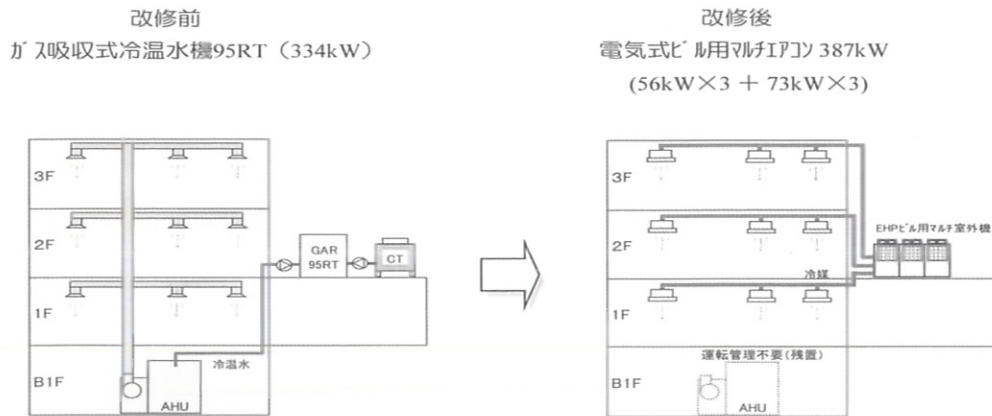 改修前
ガス吸収式冷温水機95RT（334kW）
3F
2F
GAR
95RT
CT
1F
冷温水
B1F
AHU
改修後
電気式ビル用マルチエアコン 387kW
(56kW×3 + 73kW×3)
3F
2F
EHPビル用マルチ室外機
冷媒
1F
運転管理不要(残置)
B1F
AHU